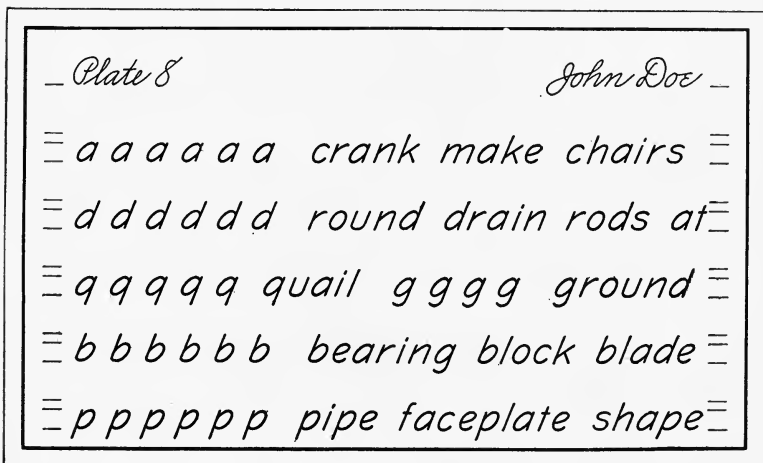 Plate 8 John Doe
a a a a a a crank make chairs
d d d d d d round drain rods at
q q q q q quail g g g g ground
b b b b b b bearing block blade
p p p p p p pipe faceplate shape